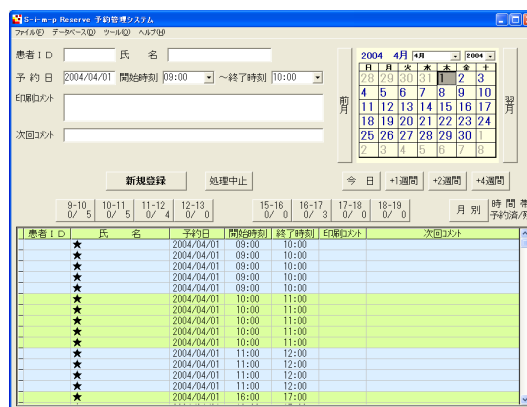 S-i-m-p Reserve 予約管理システム
ファイル(F) データベース(D) ツール(O) ヘルプ(H)
患者ID 氏 名
予約日 2004/04/01 開始時刻 09:00 ～終了時刻 10:00
印刷コメント
次回コメント
2004 4月 4月 2004
日 月 火 水 木 金 土
28 29 30 31 1 2 3
4 5 6 7 8 9 10
11 12 13 14 15 16 17
18 19 20 21 22 23 24
25 26 27 28 29 30 1
2 3 4 5 6 7 8
前月
翌月
新規登録 処理中止 今 日 +1週間 +2週間 +4週間
9-10 10-11 11-12 12-13 15-16 16-17 17-18 18-19
0/ 5 0/ 5 0/ 4 0/ 0 0/ 0 0/ 3 0/ 0 0/ 0
月 別
時 間 帯
予約済/
患者ID 氏 名 予約日 開始時刻 終了時刻 印刷コメント 次回コメント
★ 2004/04/01 09:00 10:00
★ 2004/04/01 09:00 10:00
★ 2004/04/01 09:00 10:00
★ 2004/04/01 09:00 10:00
★ 2004/04/01 09:00 10:00
★ 2004/04/01 10:00 11:00
★ 2004/04/01 10:00 11:00
★ 2004/04/01 10:00 11:00
★ 2004/04/01 10:00 11:00
★ 2004/04/01 10:00 11:00
★ 2004/04/01 11:00 12:00
★ 2004/04/01 11:00 12:00
★ 2004/04/01 11:00 12:00
★ 2004/04/01 11:00 12:00
★ 2004/04/01 16:00 17:00